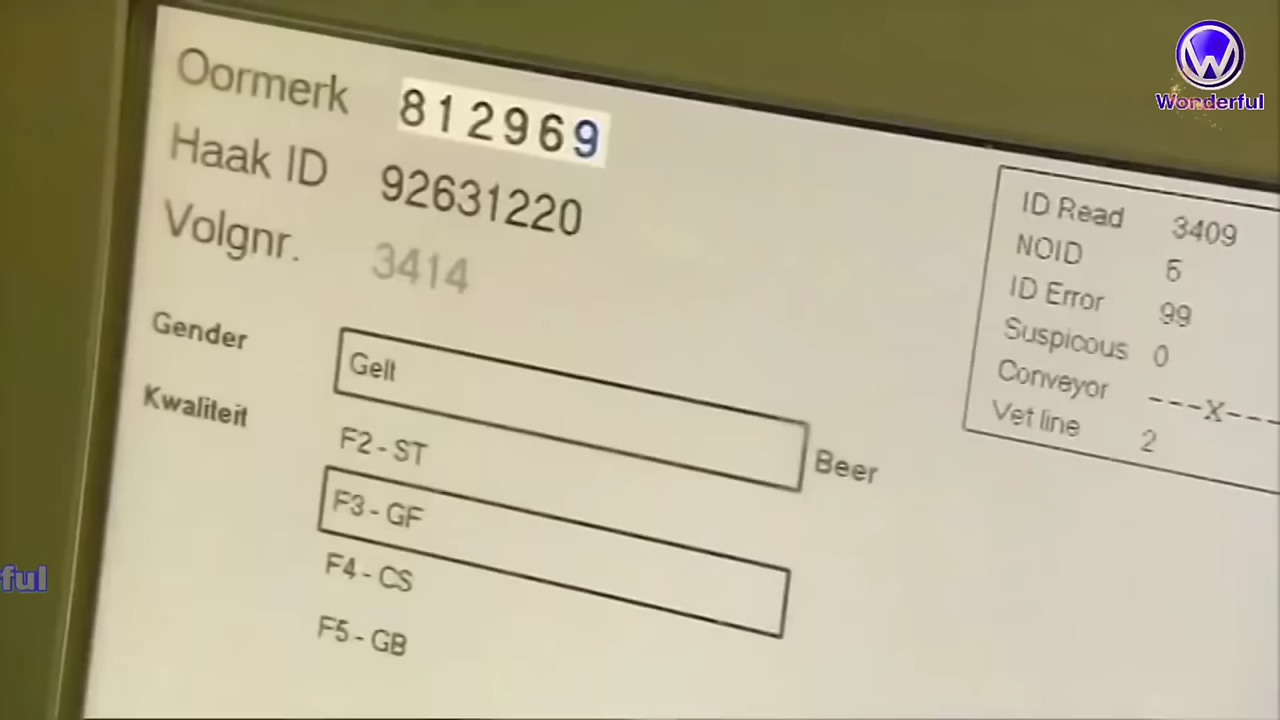 Oormerk 812969
Haak ID 92631220
Volgnr. 3414
Gender Gelt Beer
Kwaliteit
F2 - ST
F3 - GF
F4 - CS
F5 - GB
ID Read 3409
NOID 5
ID Error 99
Suspicous 0
Conveyor ---X---
Vet line 2
W
Wonderful
ful